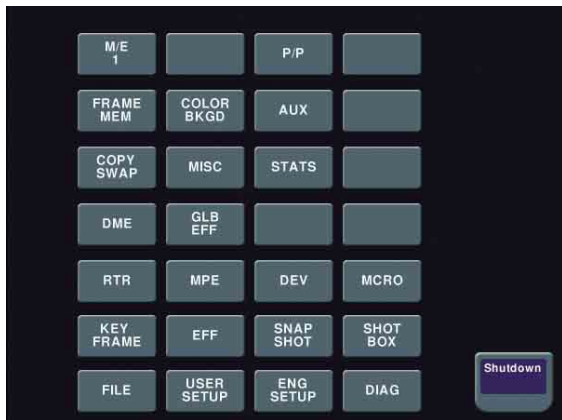 M/E
1
P/P
FRAME
MEM
COLOR
BKGD
AUX
COPY
SWAP
MISC
STATS
DME
GLB
EFF
RTR
MPE
DEV
MCRO
KEY
FRAME
EFF
SNAP
SHOT
SHOT
BOX
FILE
USER
SETUP
ENG
SETUP
DIAG
Shutdown